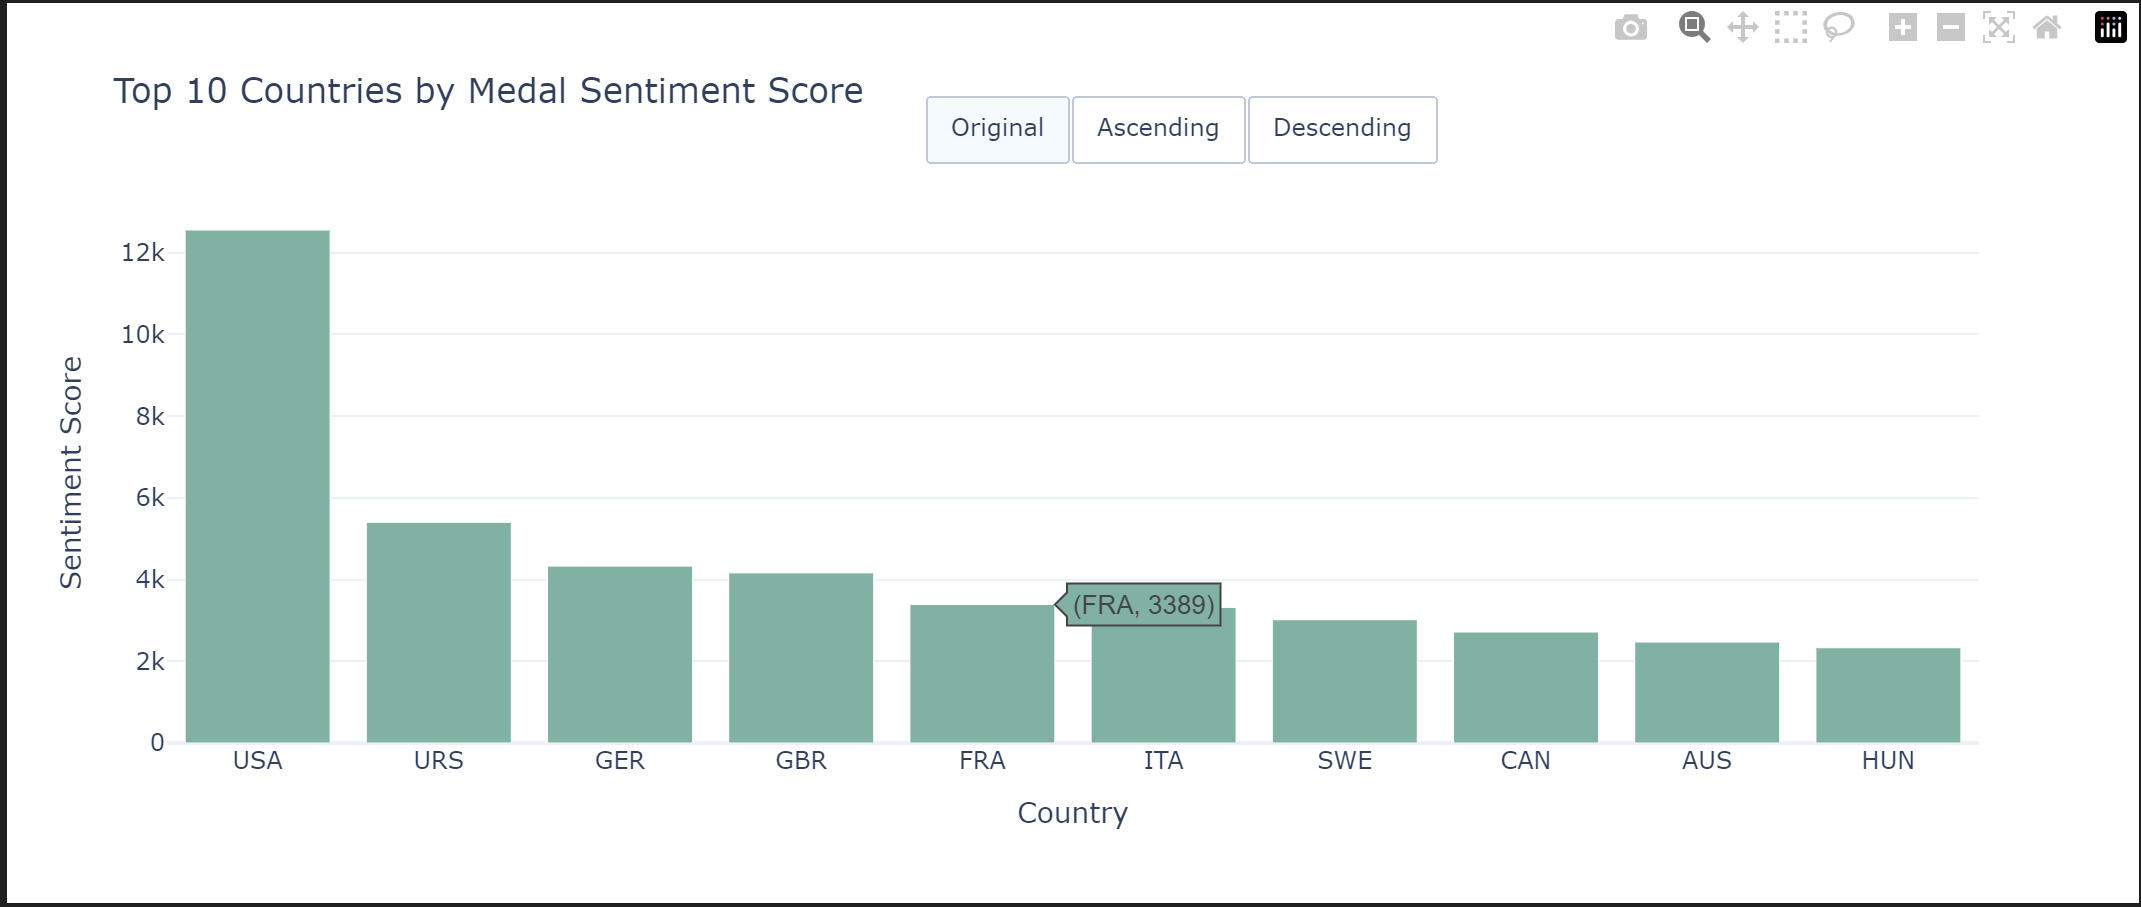 Top 10 Countries by Medal Sentiment Score
Original
Ascending
Descending
Sentiment Score
12k
10k
8k
6k
4k
2k
0
(FRA, 3389)
USA URS GER GBR FRA ITA SWE CAN AUS HUN
Country